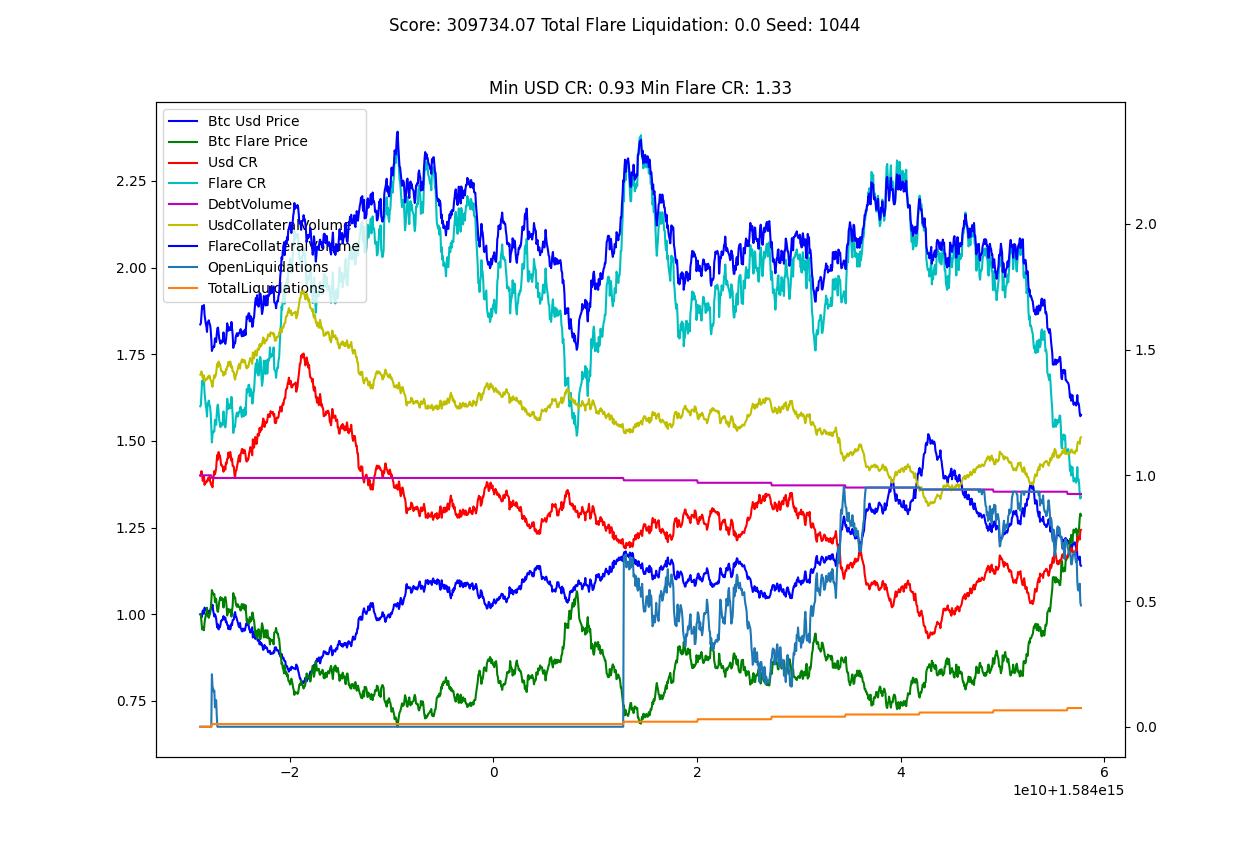 Score: 309734.07 Total Flare Liquidation: 0.0 Seed: 1044
Min USD CR: 0.93 Min Flare CR: 1.33
Btc Usd Price
Btc Flare Price
Usd CR
Flare CR
DebtVolume
UsdCollateralVolume
FlareCollateralVolume
OpenLiquidations
TotalLiquidations
2.25
2.00
1.75
1.50
1.25
1.00
0.75
2.0
1.5
1.0
0.5
0.0
−2
0
2
4
6
1e10+1.584e15